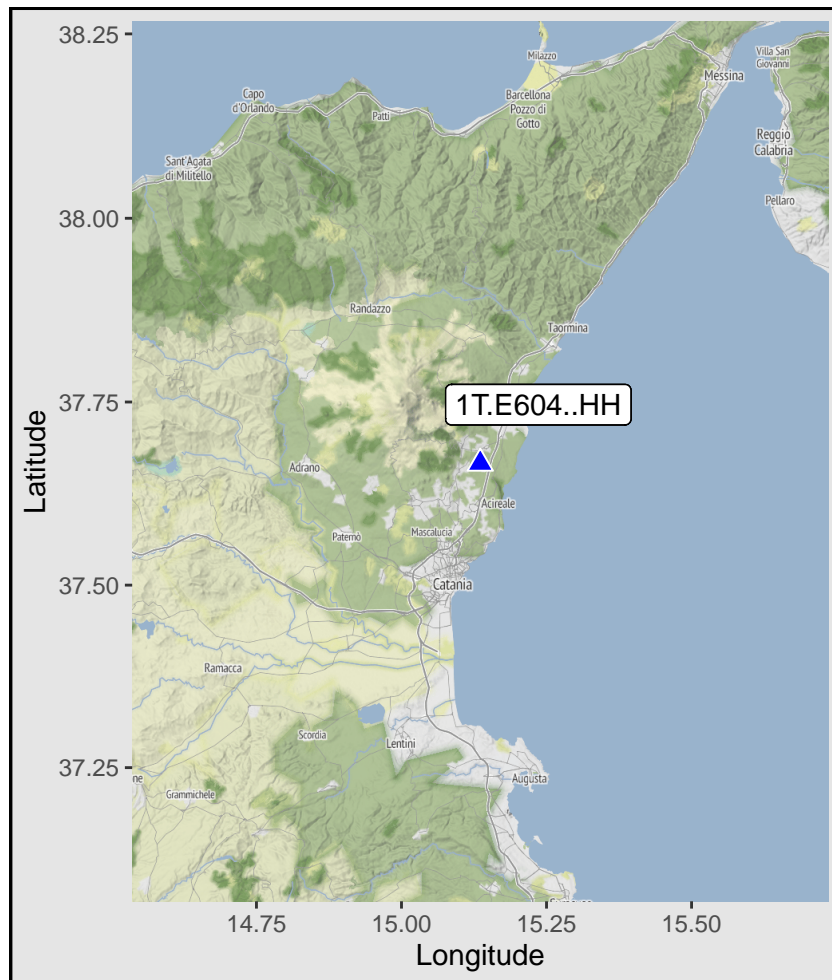 38.25
38.00
37.75
37.50
37.25
Latitude
Milazzo
Villa San
Giovanni
Messina
Capo
d'Orlando
Barcellona
Pozzo di
Gotto
Patti
Reggio
Calabria
Sant'Agata
di Militello
Pellaro
Randazzo
Taormina
1T.E604..HH
Adrano
Acireale
Paternò
Mascalucia
Catania
Ramacca
Scordia
Lentini
Augusta
ne
Grammichele
14.75
15.00
15.25
15.50
Longitude